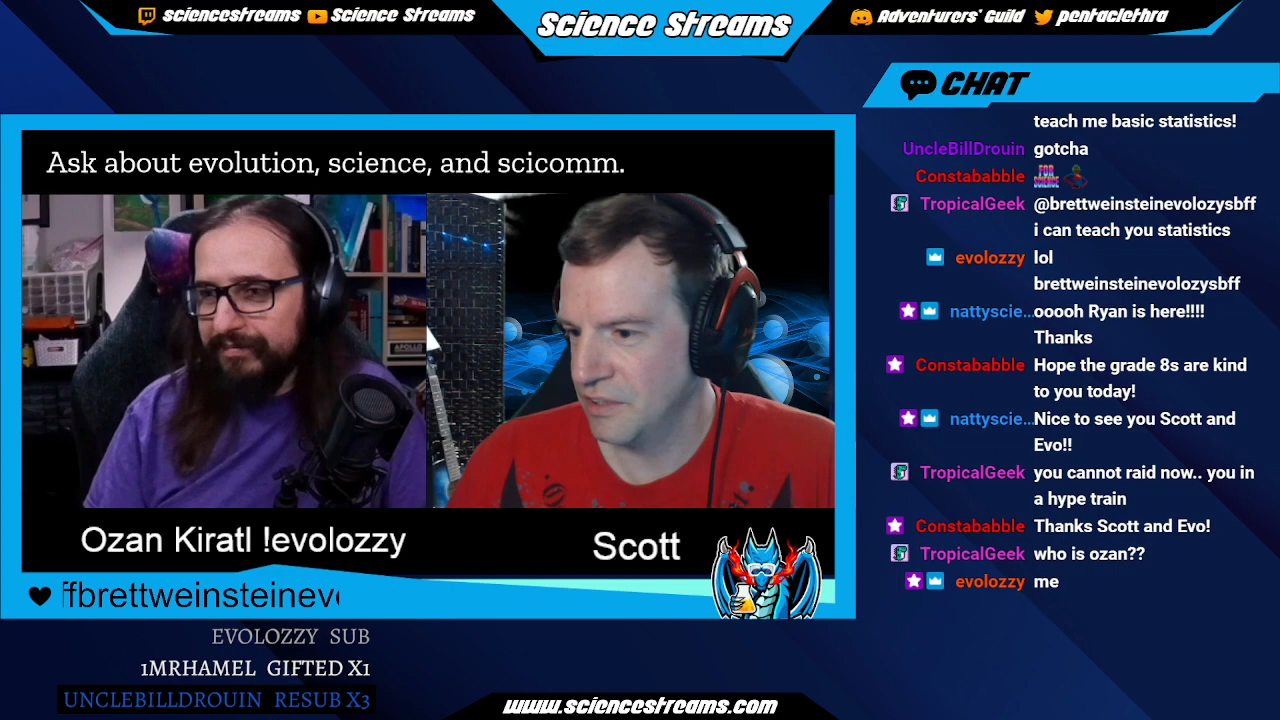 sciencestreams Science Streams
Science Streams
Adventurers' Guild pentaclethra
CHAT
Ask about evolution, science, and scicomm.
APOLLO
Ozan Kiratl !evolozzy
Scott
ffbrettweinsteinev
EVOLOZZY SUB
1MRHAMEL GIFTED X1
UNCLEBILLDROUIN RESUB X3
www.sciencestreams.com
teach me basic statistics!
UncleBillDrouin gotcha
Constababble FOR SCIENCE
TropicalGeek @brettweinsteinevolozysbff
i can teach you statistics
evolozzy lol
brettweinsteinevolozysbff
nattyscie... ooooh Ryan is here!!!!
Thanks
Constababble Hope the grade 8s are kind
to you today!
nattyscie... Nice to see you Scott and
Evo!!
TropicalGeek you cannot raid now.. you in
a hype train
Constababble Thanks Scott and Evo!
TropicalGeek who is ozan??
evolozzy me